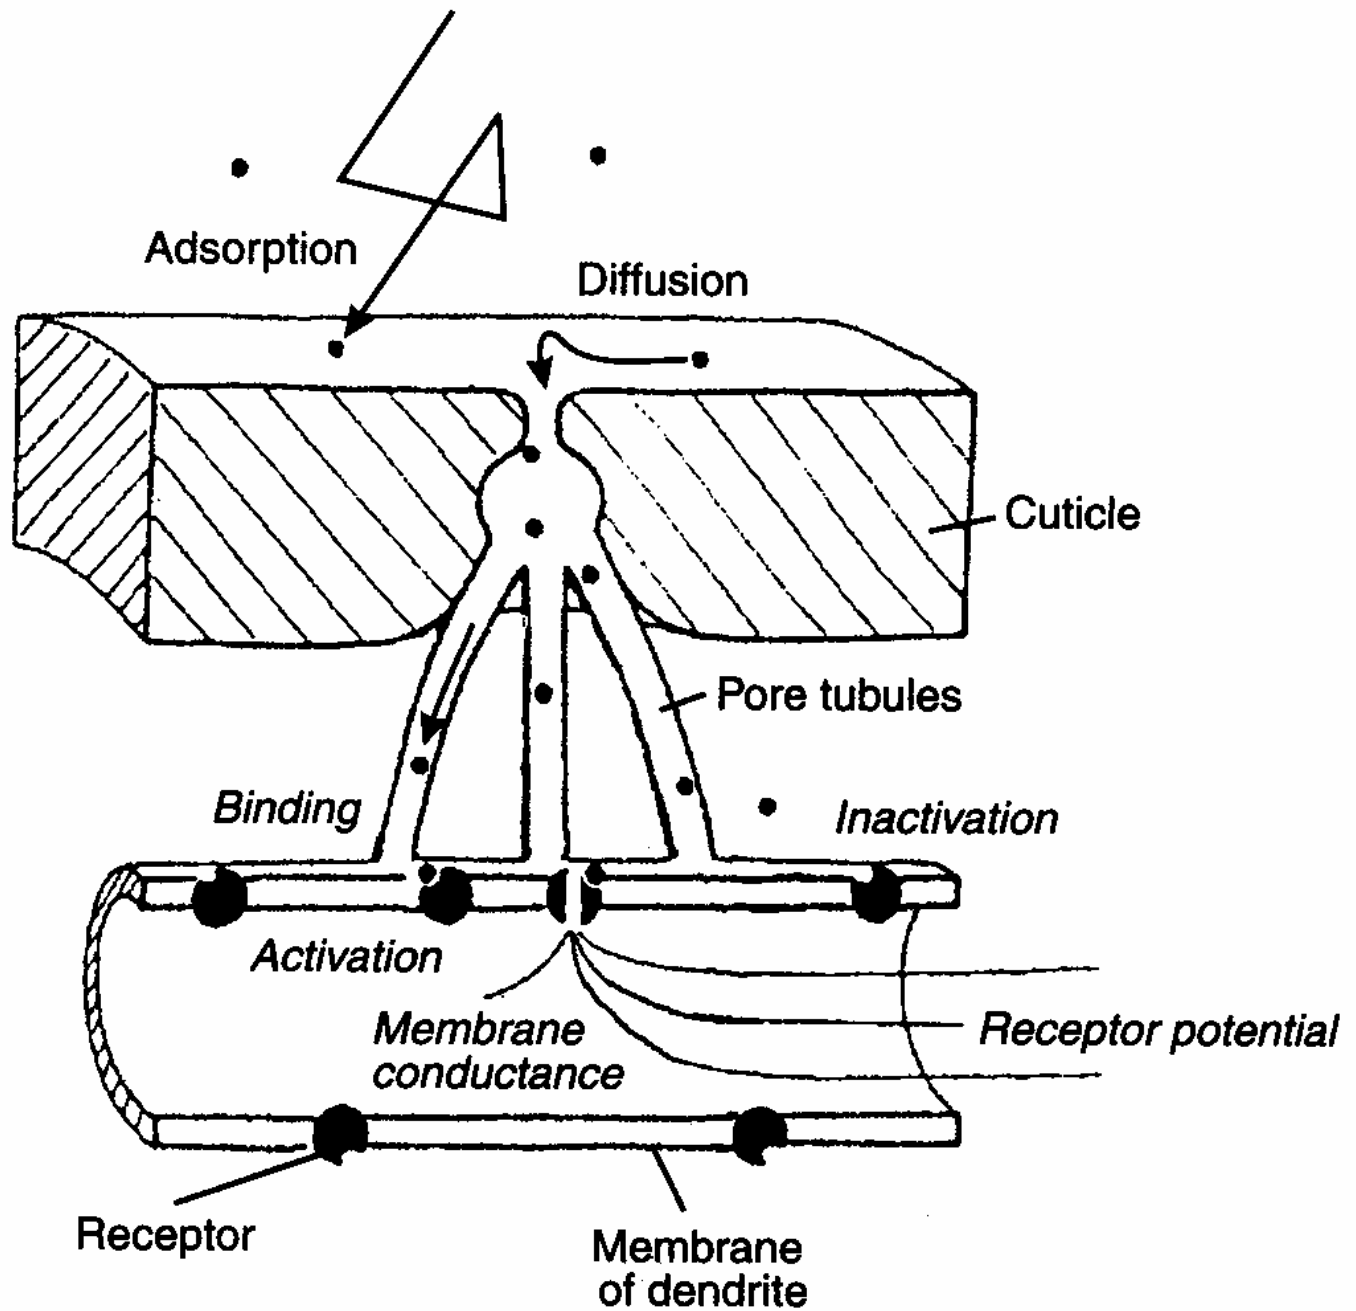 Adsorption
Diffusion
Cuticle
Pore tubules
Binding
Inactivation
Activation
Membrane
conductance
Receptor potential
Receptor
Membrane
of dendrite